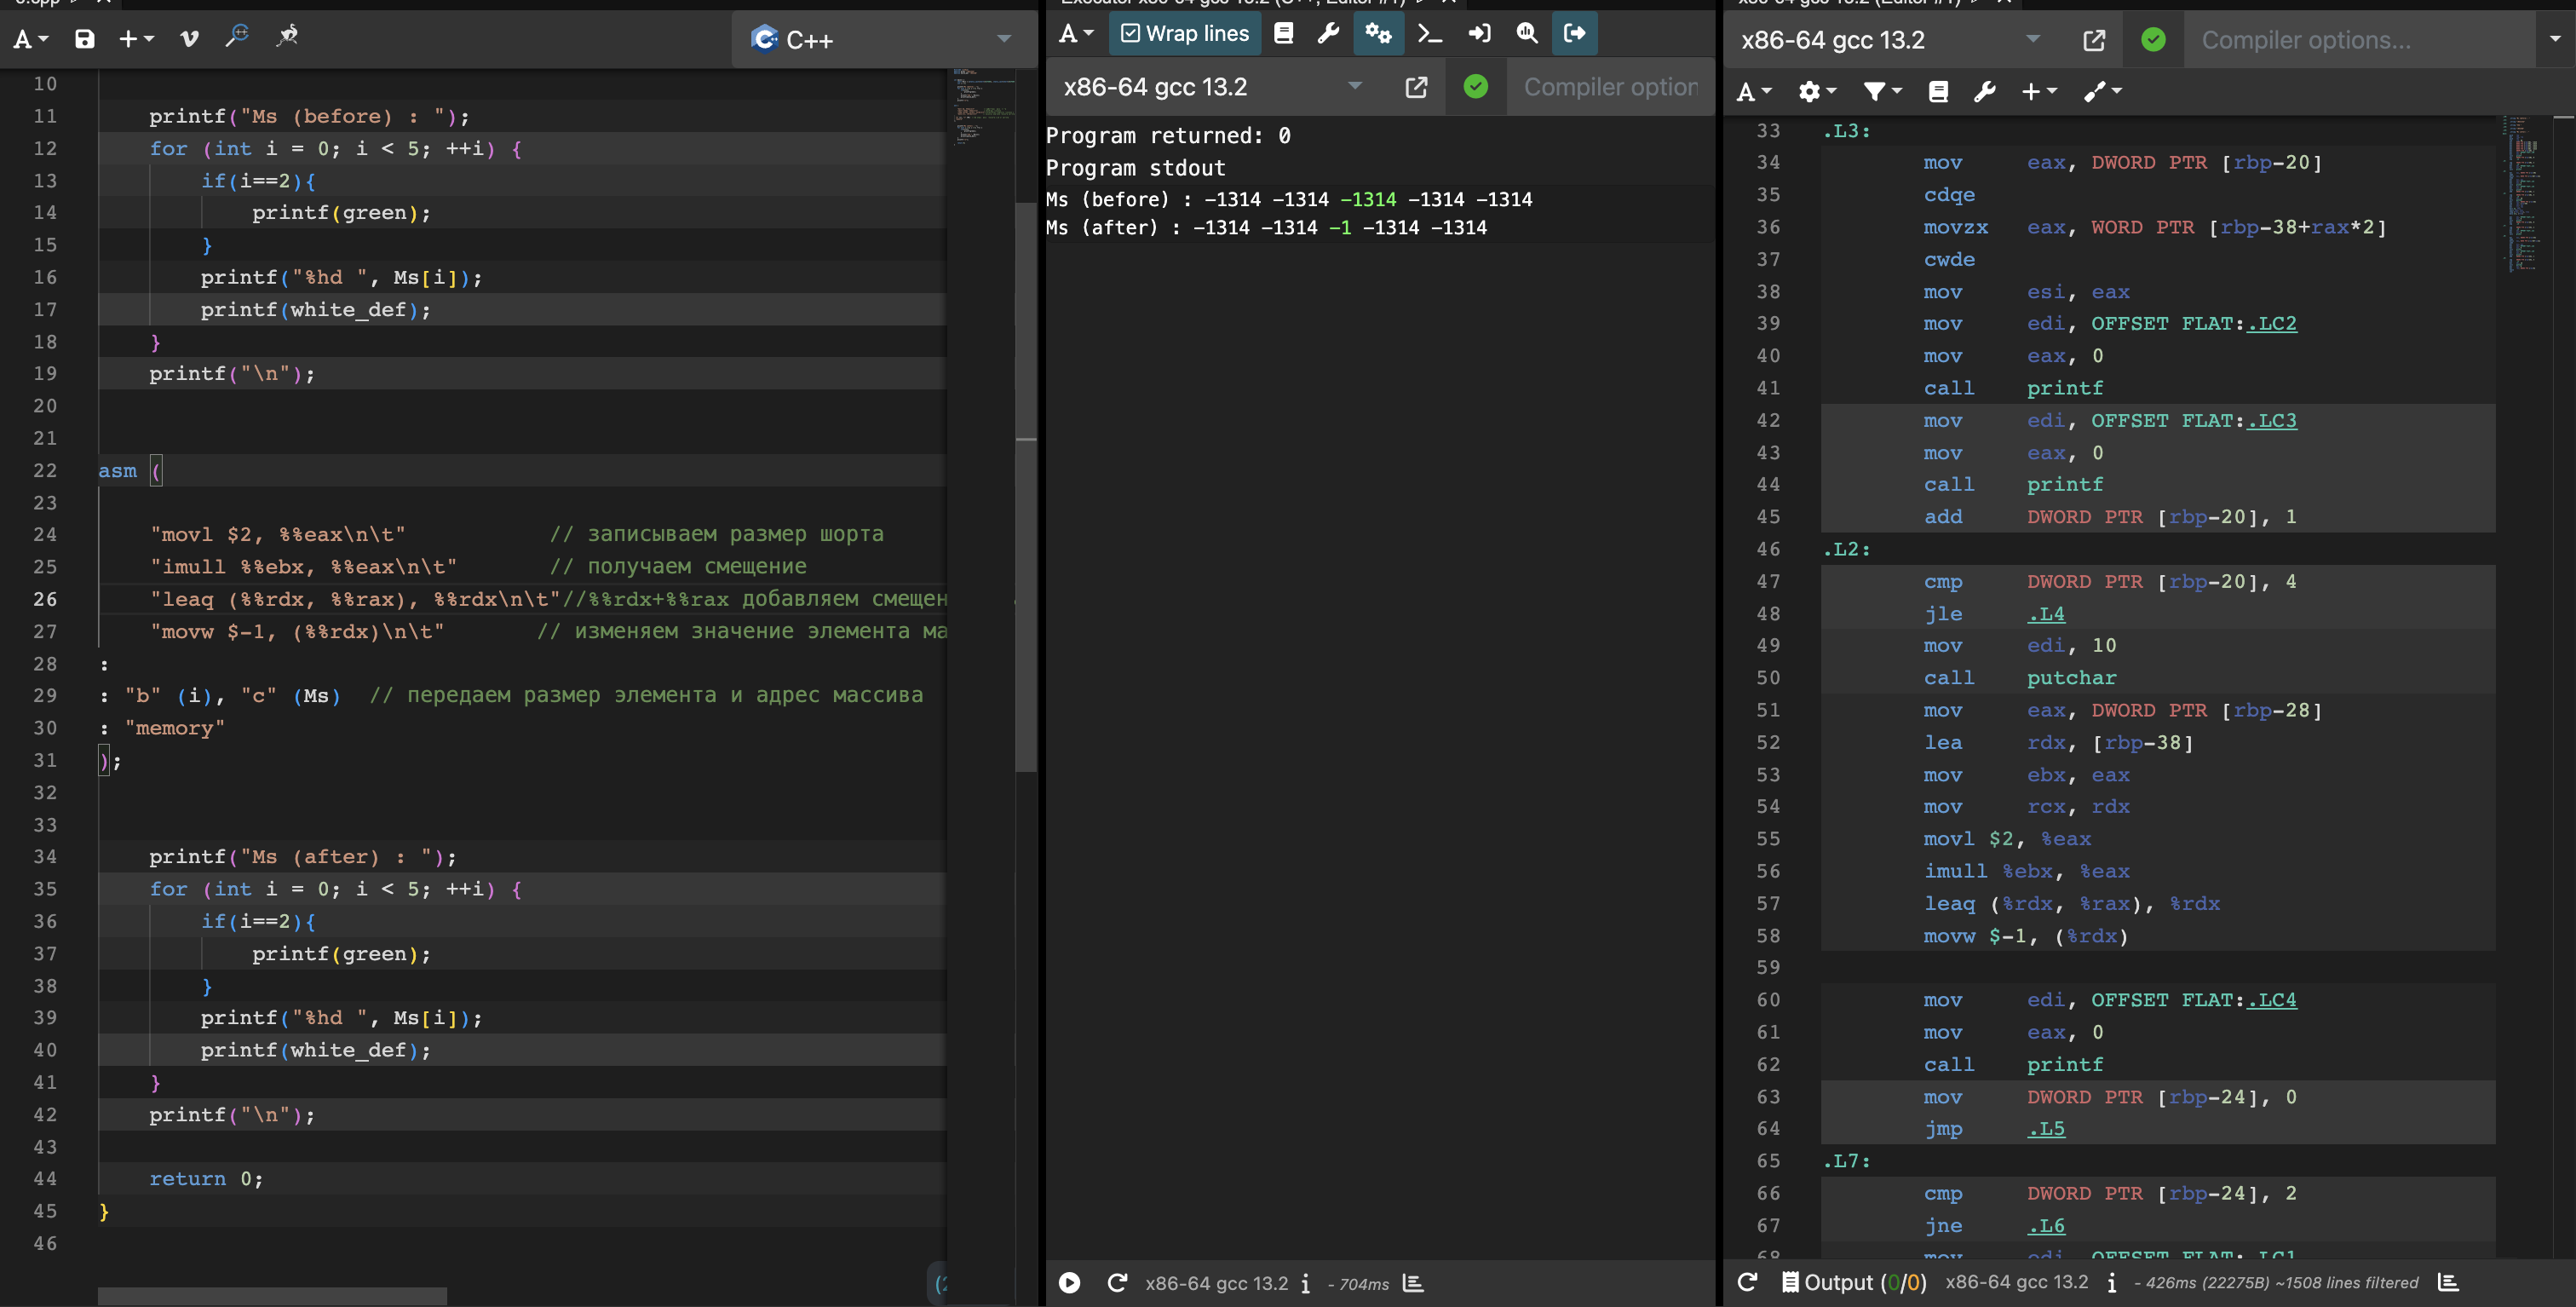 C++
10
11 printf("Ms (before) : ");
12 for (int i = 0; i < 5; ++i) {
13 if(i==2){
14 printf(green);
15 }
16 printf("%hd ", Ms[i]);
17 printf(white_def);
18 }
19 printf("\n");
20
21
22 asm (
23
24 "movl $2, %%eax\n\t" // записываем размер шорта
25 "imull %%ebx, %%eax\n\t" // получаем смещение
26 "leaq (%%rdx, %%rax), %%rdx\n\t"//%%rdx+%%rax добавляем смещен
27 "movw $-1, (%%rdx)\n\t" // изменяем значение элемента ма
28 :
29 : "b" (i), "c" (Ms) // передаем размер элемента и адрес массива
30 : "memory"
31 );
32
33
34 printf("Ms (after) : ");
35 for (int i = 0; i < 5; ++i) {
36 if(i==2){
37 printf(green);
38 }
39 printf("%hd ", Ms[i]);
40 printf(white_def);
41 }
42 printf("\n");
43
44 return 0;
45 }
46
A Wrap lines
x86-64 gcc 13.2 Compiler option
Program returned: 0
Program stdout
Ms (before) : -1314 -1314 -1314 -1314 -1314
Ms (after) : -1314 -1314 -1 -1314 -1314
x86-64 gcc 13.2 - 704ms
x86-64 gcc 13.2 Compiler options...
33 .L3:
34 mov eax, DWORD PTR [rbp-20]
35 cdqe
36 movzx eax, WORD PTR [rbp-38+rax*2]
37 cwde
38 mov esi, eax
39 mov edi, OFFSET FLAT:.LC2
40 mov eax, 0
41 call printf
42 mov edi, OFFSET FLAT:.LC3
43 mov eax, 0
44 call printf
45 add DWORD PTR [rbp-20], 1
46 .L2:
47 cmp DWORD PTR [rbp-20], 4
48 jle .L4
49 mov edi, 10
50 call putchar
51 mov eax, DWORD PTR [rbp-28]
52 lea rdx, [rbp-38]
53 mov ebx, eax
54 mov rcx, rdx
55 movl $2, %eax
56 imull %ebx, %eax
57 leaq (%rdx, %rax), %rdx
58 movw $-1, (%rdx)
59
60 mov edi, OFFSET FLAT:.LC4
61 mov eax, 0
62 call printf
63 mov DWORD PTR [rbp-24], 0
64 jmp .L5
65 .L7:
66 cmp DWORD PTR [rbp-24], 2
67 jne .L6
68 mov edi, OFFSET FLAT:.LC1
Output (0/0) x86-64 gcc 13.2 - 426ms (22275B) ~1508 lines filtered